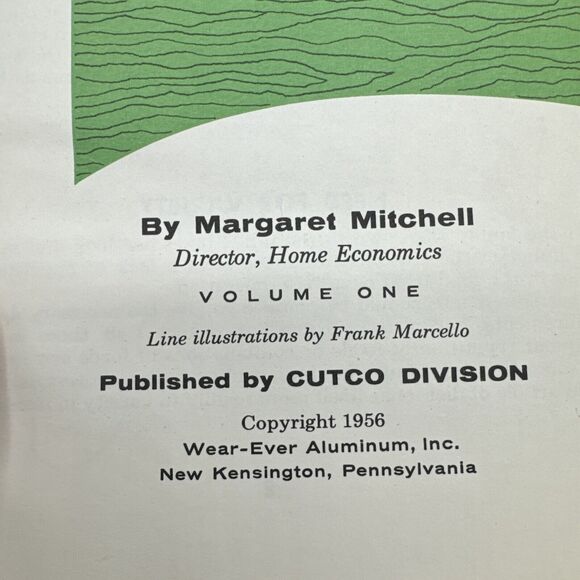 By Margaret Mitchell
Director, Home Economics
VOLUME ONE
Line illustrations by Frank Marcello
Published by CUTCO DIVISION
Copyright 1956
Wear-Ever Aluminum, Inc.
New Kensington, Pennsylvania